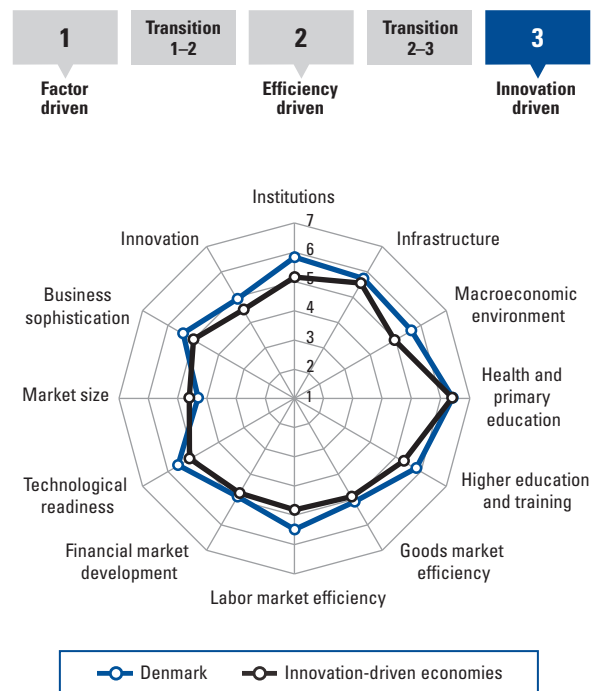 1
Transition
1–2
2
Transition
2–3
3
Factor
driven
Efficiency
driven
Innovation
driven
Institutions
Infrastructure
Macroeconomic
environment
Health and
primary
education
Higher education
and training
Goods market
efficiency
Labor market efficiency
Financial market
development
Technological
readiness
Market size
Business
sophistication
Innovation
7
6
5
4
3
2
1
Denmark
Innovation-driven economies